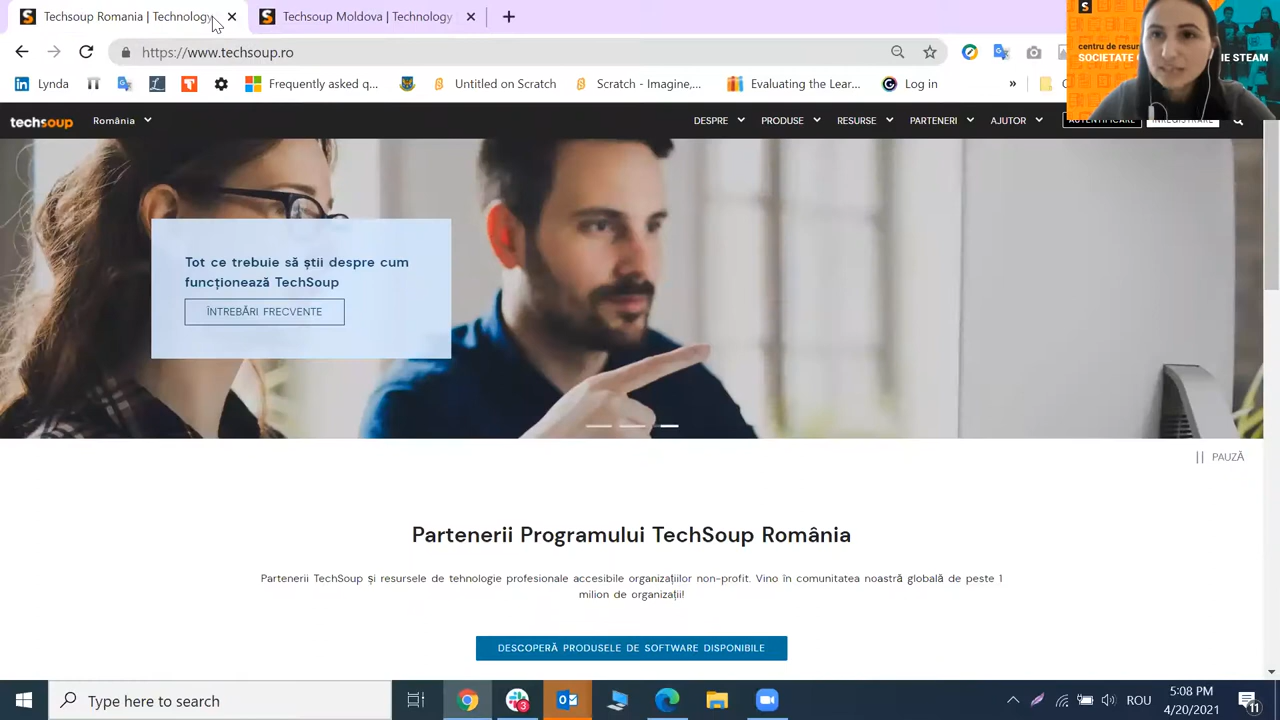 Techsoup Romania | Technology
Techsoup Moldova | Technology
https://www.techsoup.ro
Lynda
Frequently asked q...
Untitled on Scratch
Scratch - Imagine,...
Evaluating the Lear...
Log in
»
centru de resur
SOCIETATE
IE STEAM
techsoup
România
DESPRE
PRODUSE
RESURSE
PARTENERI
AJUTOR
AUTENTIFICARE
ÎNREGISTRARE
Tot ce trebuie să știi despre cum
funcționează TechSoup
ÎNTREBĂRI FRECVENTE
PAUZĂ
Partenerii Programului TechSoup România
Partenerii TechSoup și resursele de tehnologie profesionale accesibile organizațiilor non-profit. Vino în comunitatea noastră globală de peste 1
milion de organizații!
DESCOPERĂ PRODUSELE DE SOFTWARE DISPONIBILE
Type here to search
3
ROU
5:08 PM
4/20/2021
11